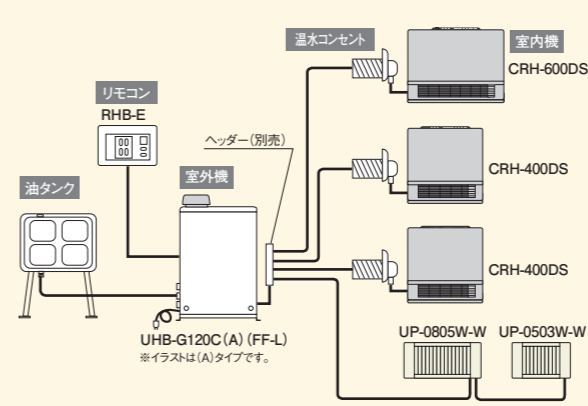 温水コンセント
室内機
CRH-600DS
リモコン
RHB-E
ヘッダー(別売)
CRH-400DS
油タンク
室外機
CRH-400DS
UHB-G120C(A)(FF-L)
※イラストは(A)タイプです。
UP-0805W-W
UP-0503W-W